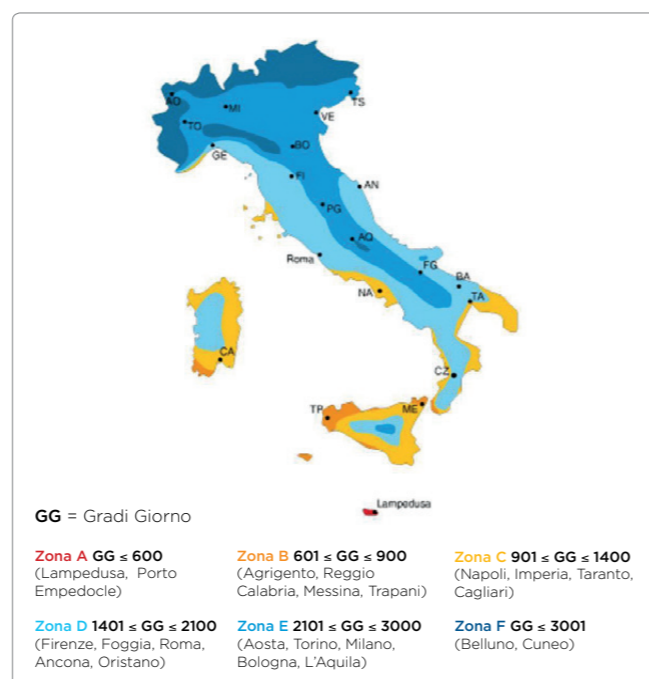 AO
MI
TS
VE
TO
BO
GE
FI
AN
PG
AQ
Roma
FG
BA
NA
TA
CA
CZ
TP
ME
Lampedusa
GG = Gradi Giorno
Zona A GG ≤ 600
(Lampedusa, Porto
Empedocle)
Zona B 601 ≤ GG ≤ 900
(Agrigento, Reggio
Calabria, Messina, Trapani)
Zona C 901 ≤ GG ≤ 1400
(Napoli, Imperia, Taranto,
Cagliari)
Zona D 1401 ≤ GG ≤ 2100
(Firenze, Foggia, Roma,
Ancona, Oristano)
Zona E 2101 ≤ GG ≤ 3000
(Aosta, Torino, Milano,
Bologna, L’Aquila)
Zona F GG ≤ 3001
(Belluno, Cuneo)